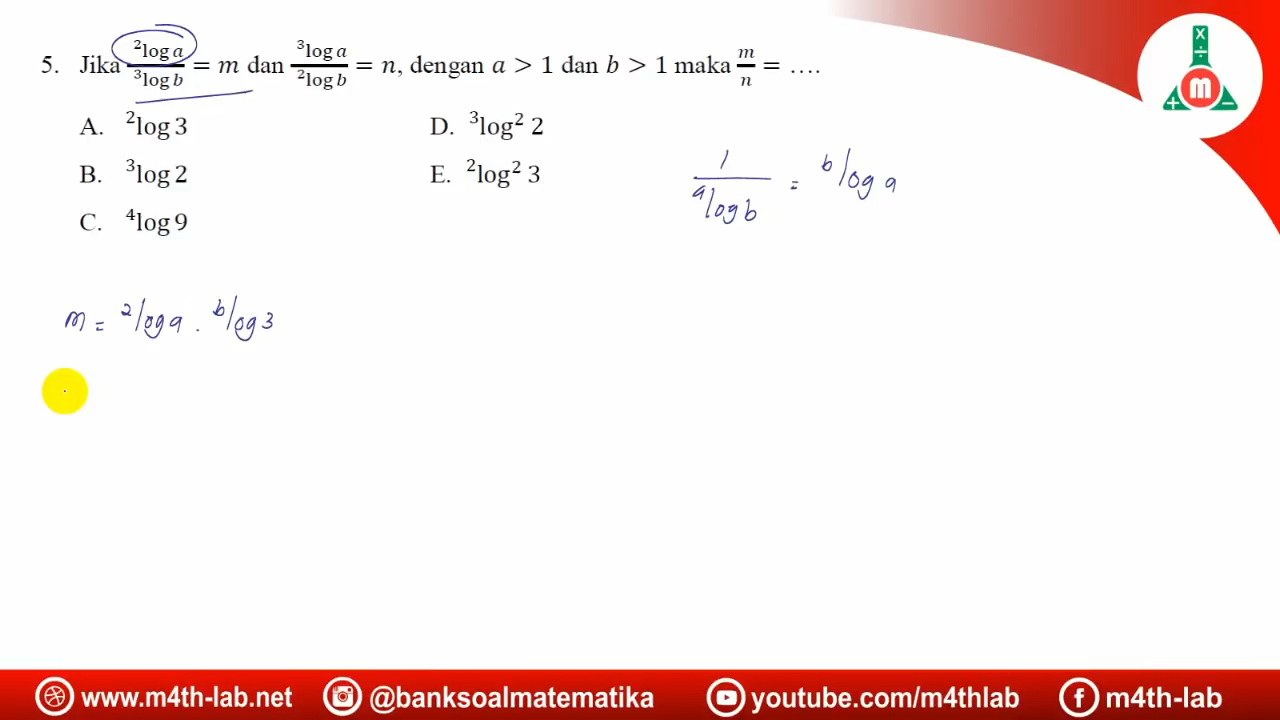 5. Jika ²log a / ³log b = m dan ³log a / ²log b = n, dengan a > 1 dan b > 1 maka m/n = ….
A. ²log 3
D. ³log² 2
B. ³log 2
E. ²log² 3
C. ⁴log 9
1 / ᵃlog b = ᵇlog a
m = ²log a . ᵇlog 3
X
÷
m
+ −
www.m4th-lab.net @banksoalmatematika youtube.com/m4thlab m4th-lab